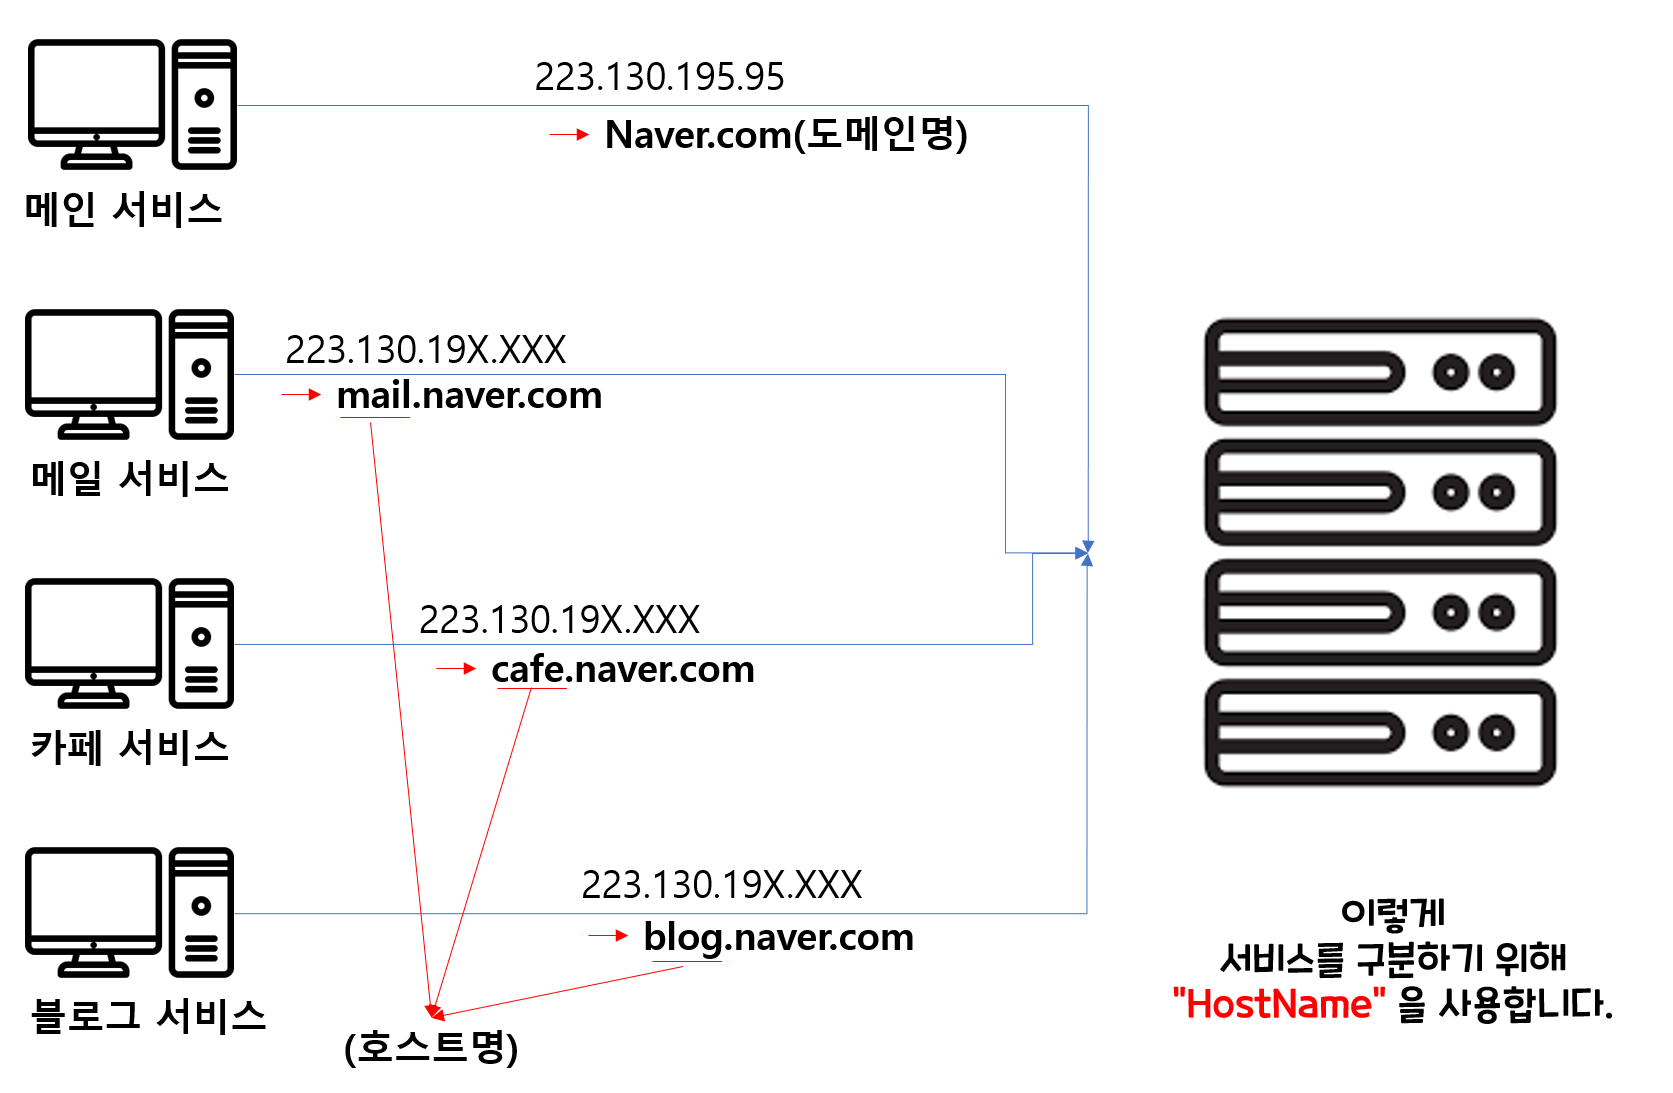 223.130.195.95
Naver.com(도메인명)
메인 서비스
223.130.19X.XXX
mail.naver.com
메일 서비스
223.130.19X.XXX
cafe.naver.com
카페 서비스
223.130.19X.XXX
blog.naver.com
블로그 서비스
(호스트명)
이렇게
서비스를 구분하기 위해
"HostName" 을 사용합니다.